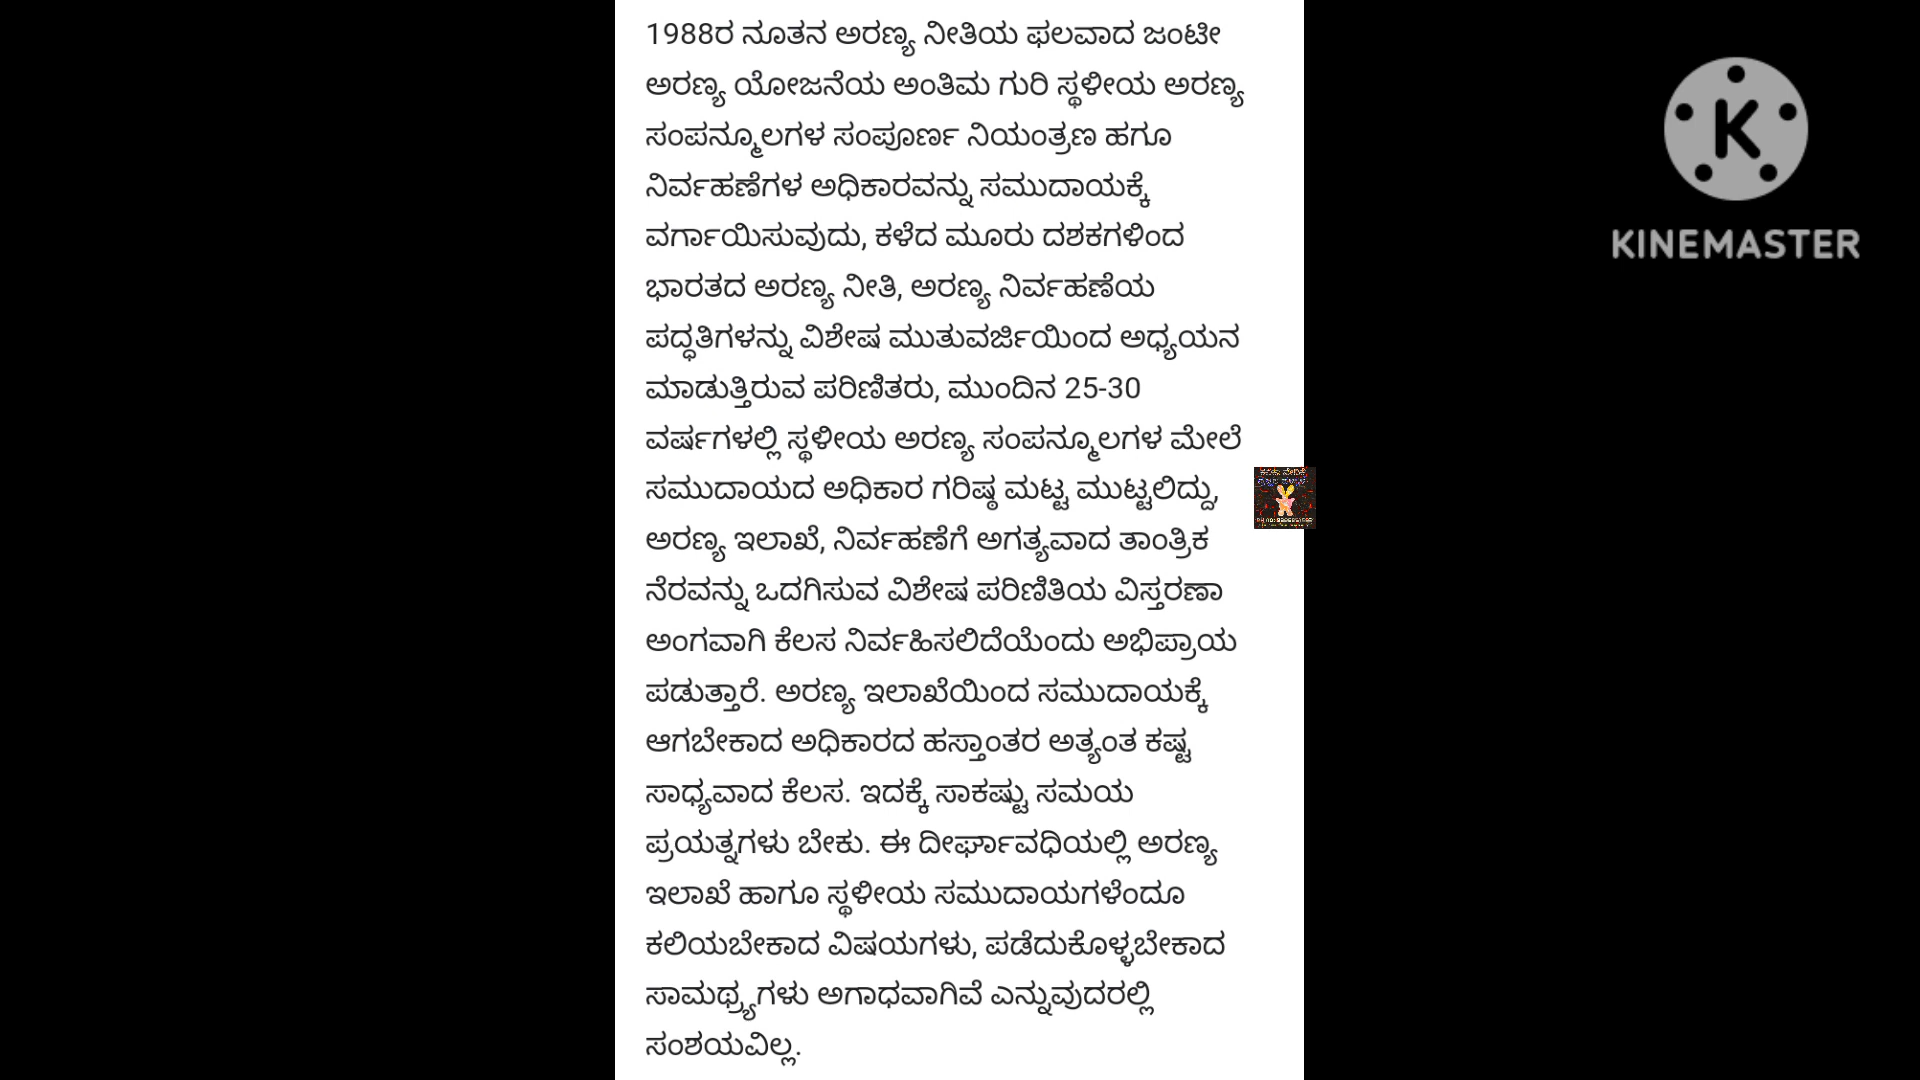 1988ರ ನೂತನ ಅರಣ್ಯ ನೀತಿಯ ಫಲವಾದ ಜಂಟೀ
ಅರಣ್ಯ ಯೋಜನೆಯ ಅಂತಿಮ ಗುರಿ ಸ್ಥಳೀಯ ಅರಣ್ಯ
ಸಂಪನ್ಮೂಲಗಳ ಸಂಪೂರ್ಣ ನಿಯಂತ್ರಣ ಹಗೂ
ನಿರ್ವಹಣೆಗಳ ಅಧಿಕಾರವನ್ನು ಸಮುದಾಯಕ್ಕೆ
ವರ್ಗಾಯಿಸುವುದು, ಕಳೆದ ಮೂರು ದಶಕಗಳಿಂದ
ಭಾರತದ ಅರಣ್ಯ ನೀತಿ, ಅರಣ್ಯ ನಿರ್ವಹಣೆಯ
ಪದ್ಧತಿಗಳನ್ನು ವಿಶೇಷ ಮುತುವರ್ಜಿಯಿಂದ ಅಧ್ಯಯನ
ಮಾಡುತ್ತಿರುವ ಪರಿಣಿತರು, ಮುಂದಿನ 25-30
ವರ್ಷಗಳಲ್ಲಿ ಸ್ಥಳೀಯ ಅರಣ್ಯ ಸಂಪನ್ಮೂಲಗಳ ಮೇಲೆ
ಸಮುದಾಯದ ಅಧಿಕಾರ ಗರಿಷ್ಠ ಮಟ್ಟ ಮುಟ್ಟಲಿದ್ದು,
ಅರಣ್ಯ ಇಲಾಖೆ, ನಿರ್ವಹಣೆಗೆ ಅಗತ್ಯವಾದ ತಾಂತ್ರಿಕ
ನೆರವನ್ನು ಒದಗಿಸುವ ವಿಶೇಷ ಪರಿಣಿತಿಯ ವಿಸ್ತರಣಾ
ಅಂಗವಾಗಿ ಕೆಲಸ ನಿರ್ವಹಿಸಲಿದೆಯೆಂದು ಅಭಿಪ್ರಾಯ
ಪಡುತ್ತಾರೆ. ಅರಣ್ಯ ಇಲಾಖೆಯಿಂದ ಸಮುದಾಯಕ್ಕೆ
ಆಗಬೇಕಾದ ಅಧಿಕಾರದ ಹಸ್ತಾಂತರ ಅತ್ಯಂತ ಕಷ್ಟ
ಸಾಧ್ಯವಾದ ಕೆಲಸ. ಇದಕ್ಕೆ ಸಾಕಷ್ಟು ಸಮಯ
ಪ್ರಯತ್ನಗಳು ಬೇಕು. ಈ ದೀರ್ಘಾವಧಿಯಲ್ಲಿ ಅರಣ್ಯ
ಇಲಾಖೆ ಹಾಗೂ ಸ್ಥಳೀಯ ಸಮುದಾಯಗಳೆಂದೂ
ಕಲಿಯಬೇಕಾದ ವಿಷಯಗಳು, ಪಡೆದುಕೊಳ್ಳಬೇಕಾದ
ಸಾಮಥ್ರ್ಯಗಳು ಅಗಾಧವಾಗಿವೆ ಎನ್ನುವುದರಲ್ಲಿ
ಸಂಶಯವಿಲ್ಲ.
K
KINEMASTER